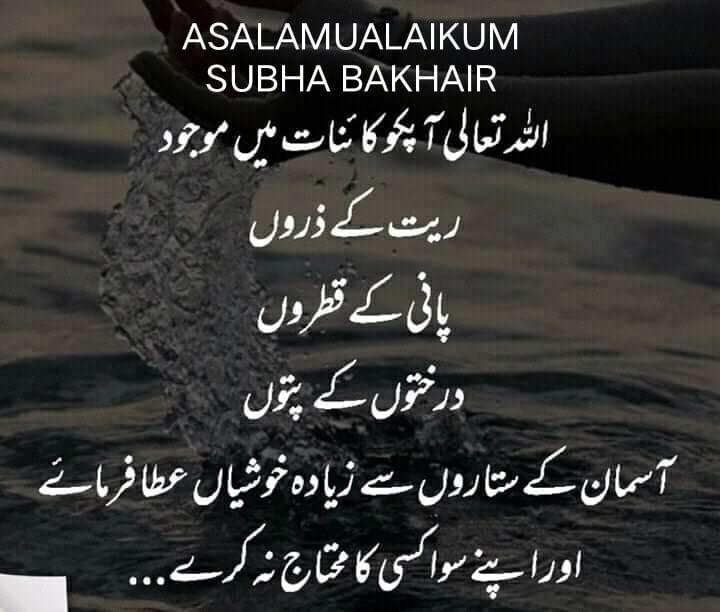 ASALAMUALAIKUM
SUBHA BAKHAIR
اللہ تعالی آپکو کائنات میں موجود
ریت کے ذروں
پانی کے قطروں
درختوں کے پتوں
آسمان کے ستاروں سے زیادہ خوشیاں عطا فرمائے
اور اپنے سوا کسی کا محتاج نہ کرے...